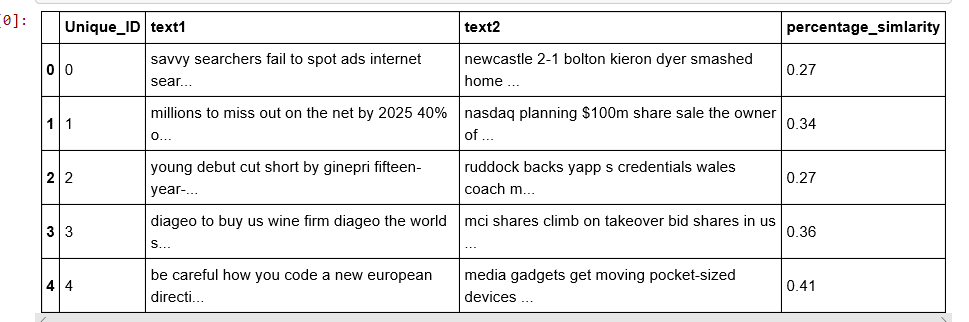 [0]:
Unique_ID text1 text2 percentage_simlarity
0 0 savvy searchers fail to spot ads internet sear... newcastle 2-1 bolton kieron dyer smashed home ... 0.27
1 1 millions to miss out on the net by 2025 40% o... nasdaq planning $100m share sale the owner of ... 0.34
2 2 young debut cut short by ginepri fifteen-year-... ruddock backs yapp s credentials wales coach m... 0.27
3 3 diageo to buy us wine firm diageo the world s... mci shares climb on takeover bid shares in us ... 0.36
4 4 be careful how you code a new european directi... media gadgets get moving pocket-sized devices ... 0.41